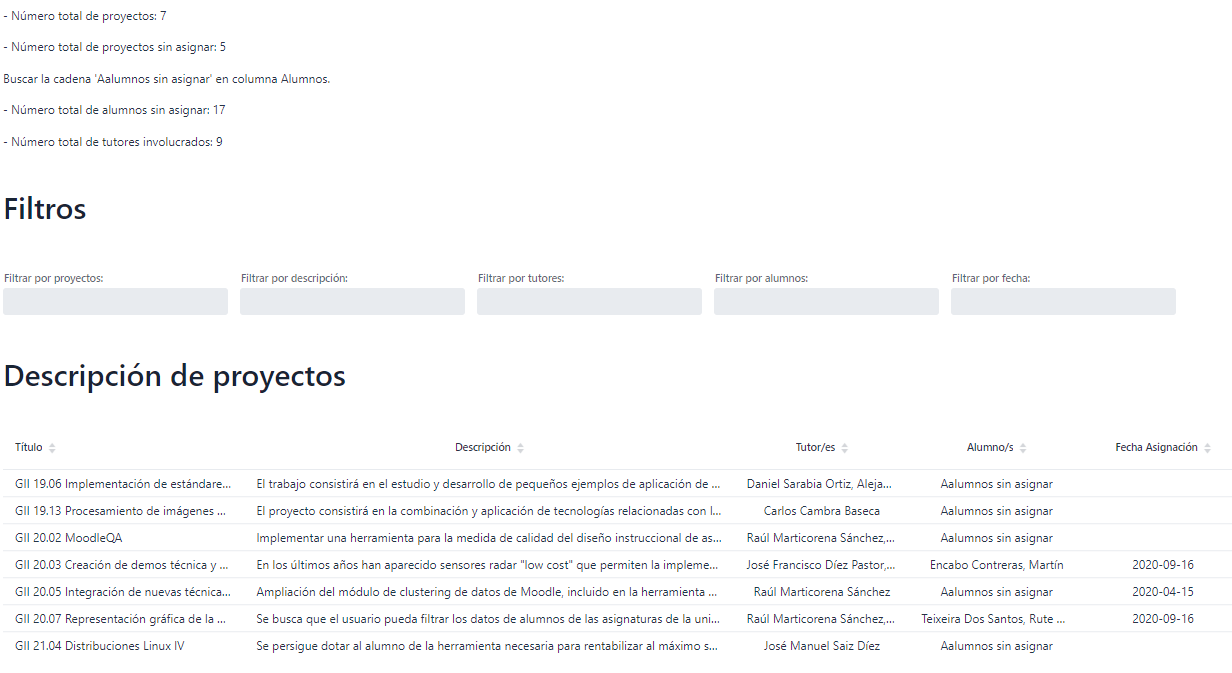 - Número total de proyectos: 7
- Número total de proyectos sin asignar: 5
Buscar la cadena 'Aalumnos sin asignar' en columna Alumnos.
- Número total de alumnos sin asignar: 17
- Número total de tutores involucrados: 9
Filtros
Filtrar por proyectos: Filtrar por descripción: Filtrar por tutores: Filtrar por alumnos: Filtrar por fecha:
Descripción de proyectos
Título Descripción Tutor/es Alumno/s Fecha Asignación
GII 19.06 Implementación de estándare... El trabajo consistirá en el estudio y desarrollo de pequeños ejemplos de aplicación de ... Daniel Sarabia Ortiz, Aleja... Aalumnos sin asignar
GII 19.13 Procesamiento de imágenes ... El proyecto consistirá en la combinación y aplicación de tecnologías relacionadas con l... Carlos Cambra Baseca Aalumnos sin asignar
GII 20.02 MoodleQA Implementar una herramienta para la medida de calidad del diseño instruccional de as... Raúl Marticorena Sánchez,... Aalumnos sin asignar
GII 20.03 Creación de demos técnica y ... En los últimos años han aparecido sensores radar "low cost" que permiten la impleme... José Francisco Díez Pastor,... Encabo Contreras, Martín 2020-09-16
GII 20.05 Integración de nuevas técnica... Ampliación del módulo de clustering de datos de Moodle, incluido en la herramienta ... Raúl Marticorena Sánchez Aalumnos sin asignar 2020-04-15
GII 20.07 Representación gráfica de la ... Se busca que el usuario pueda filtrar los datos de alumnos de las asignaturas de la uni... Raúl Marticorena Sánchez,... Teixeira Dos Santos, Rute ... 2020-09-16
GII 21.04 Distribuciones Linux IV Se persigue dotar al alumno de la herramienta necesaria para rentabilizar al máximo s... José Manuel Saiz Díez Aalumnos sin asignar